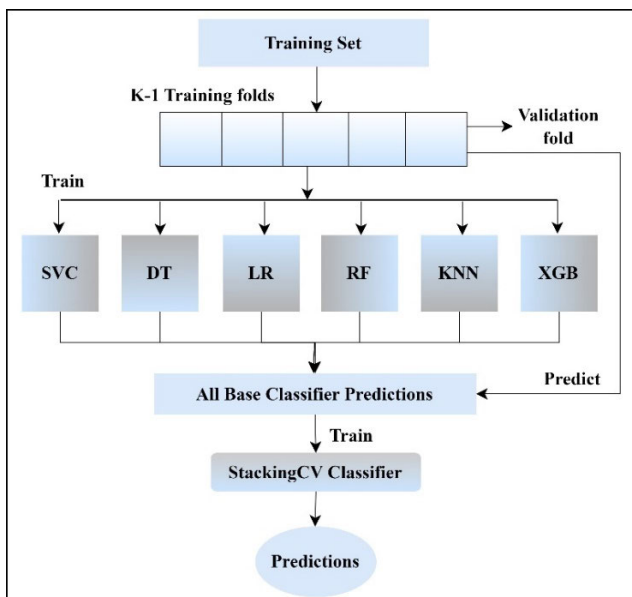 Training Set
K-1 Training folds
Validation
fold
Train
SVC
DT
LR
RF
KNN
XGB
All Base Classifier Predictions
Predict
Train
StackingCV Classifier
Predictions